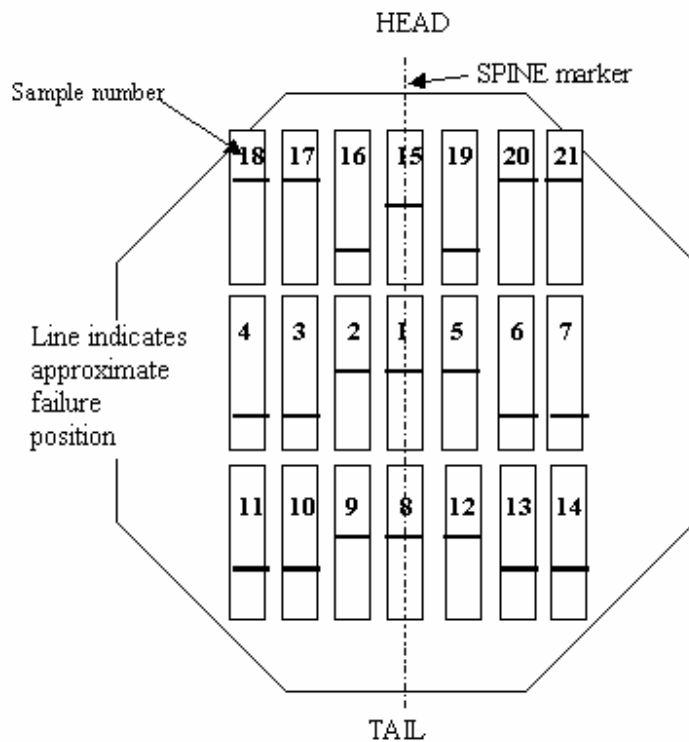 HEAD
SPINE marker
Sample number
18 17 16 15 19 20 21
4 3 2 1 5 6 7
Line indicates
approximate
failure
position
11 10 9 8 12 13 14
TAIL